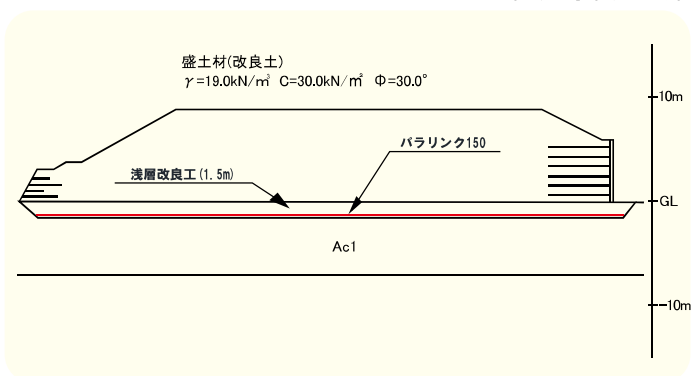 盛土材(改良土)
γ=19.0kN/㎥ C=30.0kN/㎡ Φ=30.0°
10m
パラリンク150
浅層改良工(1.5m)
GL
Ac1
-10m